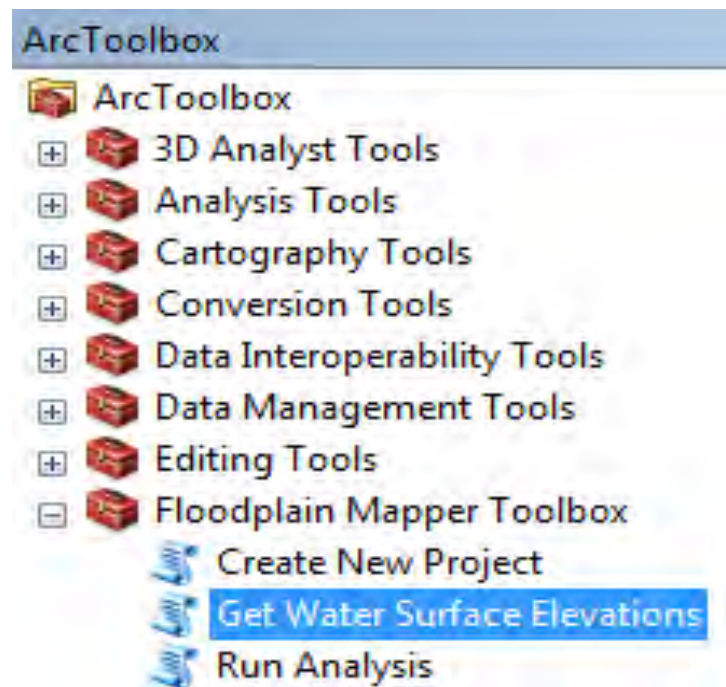 ArcToolbox
ArcToolbox
3D Analyst Tools
Analysis Tools
Cartography Tools
Conversion Tools
Data Interoperability Tools
Data Management Tools
Editing Tools
Floodplain Mapper Toolbox
Create New Project
Get Water Surface Elevations
Run Analysis